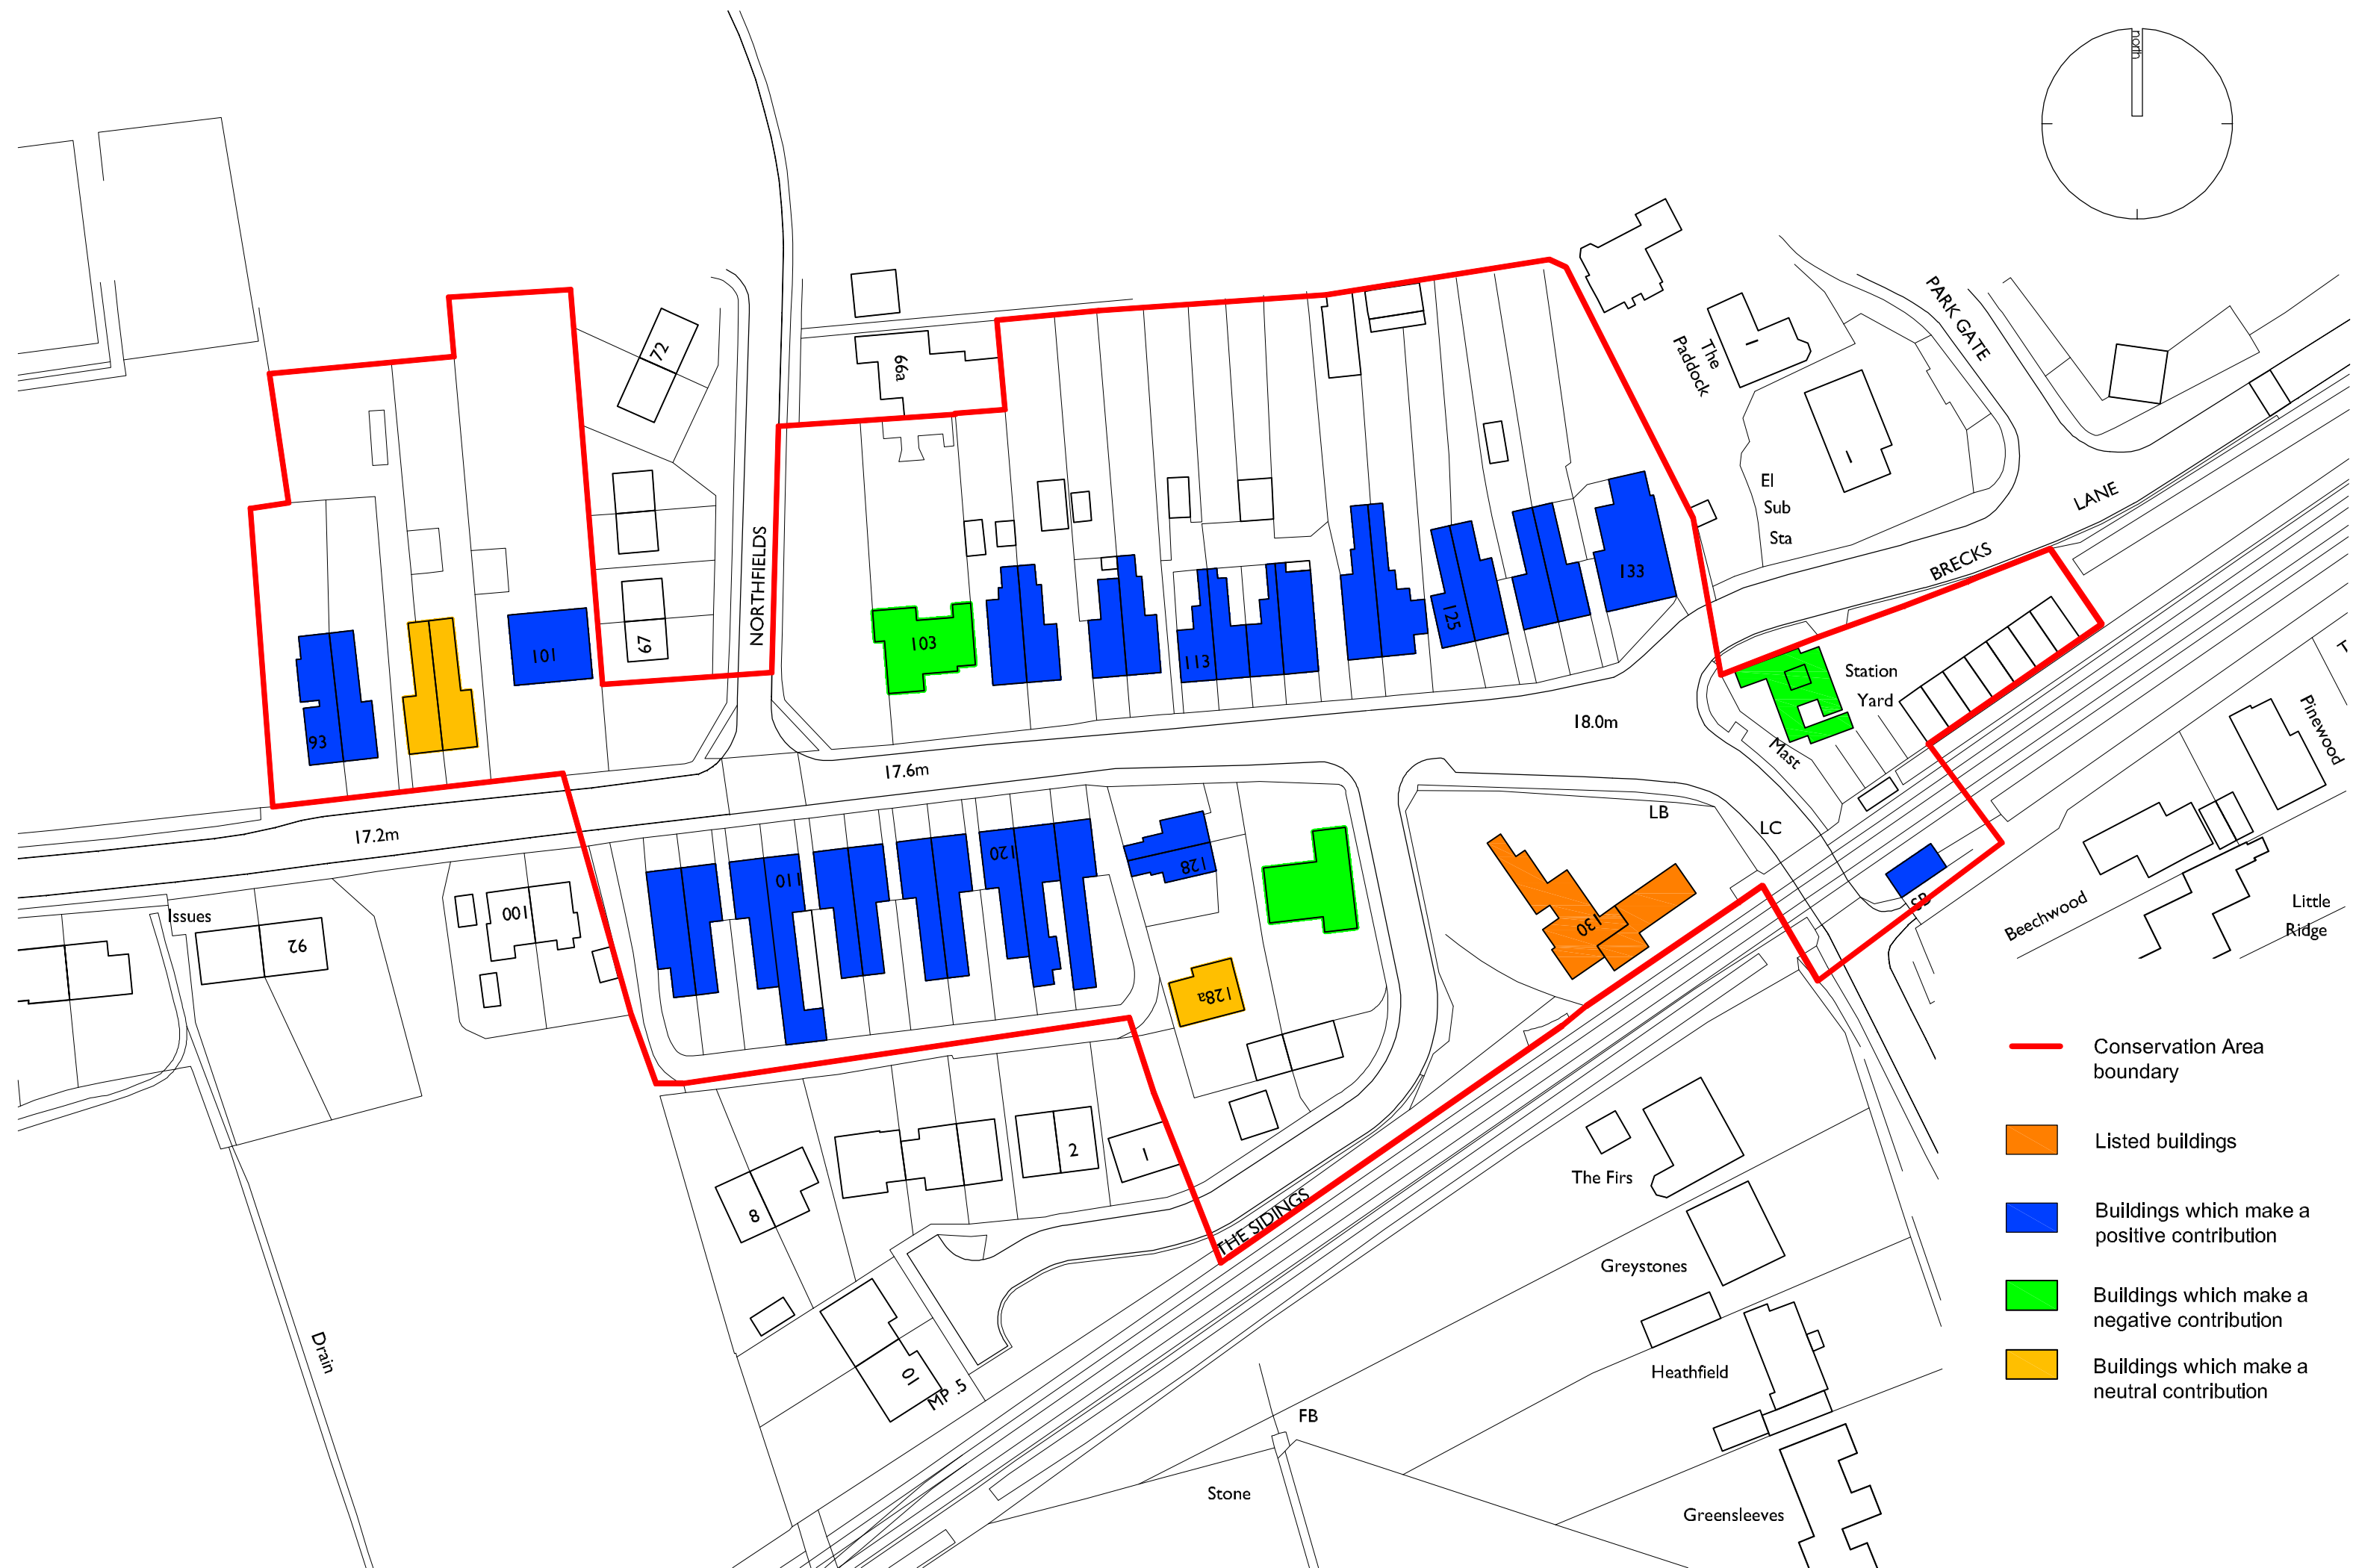 north
PARK GATE
72
66a
The
Paddock
1
1
El
Sub
Sta
LANE
BRECKS
NORTHFIELDS
67
101
93
103
113
125
133
Station
Yard
Mast
18.0m
17.6m
17.2m
Pinewood
T
LB
LC
SB
Beechwood
Little
Ridge
Issues
92
100
110
120
128
128a
130
8
2
1
10
MP .5
THE SIDINGS
The Firs
Greystones
Heathfield
Greensleeves
FB
Stone
Drain
Conservation Area
boundary
Listed buildings
Buildings which make a
positive contribution
Buildings which make a
negative contribution
Buildings which make a
neutral contribution